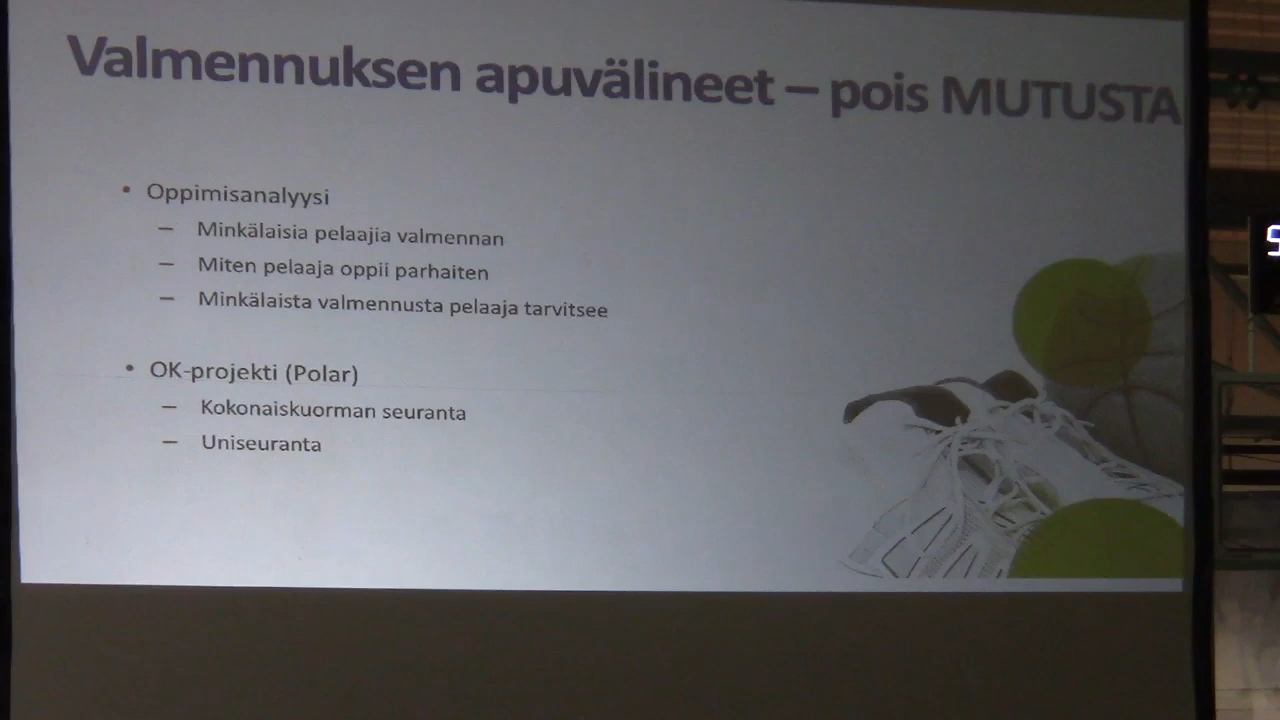 Valmennuksen apuvälineet – pois MUTUSTA
• Oppimisanalyysi
– Minkälaisia pelaajia valmennan
– Miten pelaaja oppii parhaiten
– Minkälaista valmennusta pelaaja tarvitsee
• OK-projekti (Polar)
– Kokonaiskuorman seuranta
– Uniseuranta